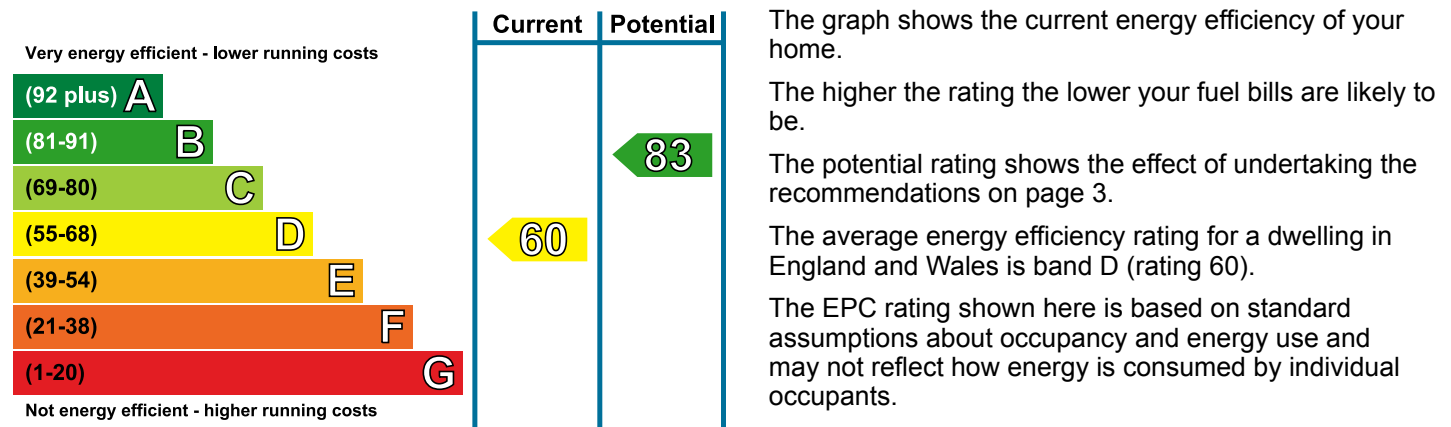 Current Potential
Very energy efficient - lower running costs
(92 plus) A
(81-91) B
83
(69-80) C
(55-68) D
60
(39-54) E
(21-38) F
(1-20) G
Not energy efficient - higher running costs
The graph shows the current energy efficiency of your
home.
The higher the rating the lower your fuel bills are likely to
be.
The potential rating shows the effect of undertaking the
recommendations on page 3.
The average energy efficiency rating for a dwelling in
England and Wales is band D (rating 60).
The EPC rating shown here is based on standard
assumptions about occupancy and energy use and
may not reflect how energy is consumed by individual
occupants.